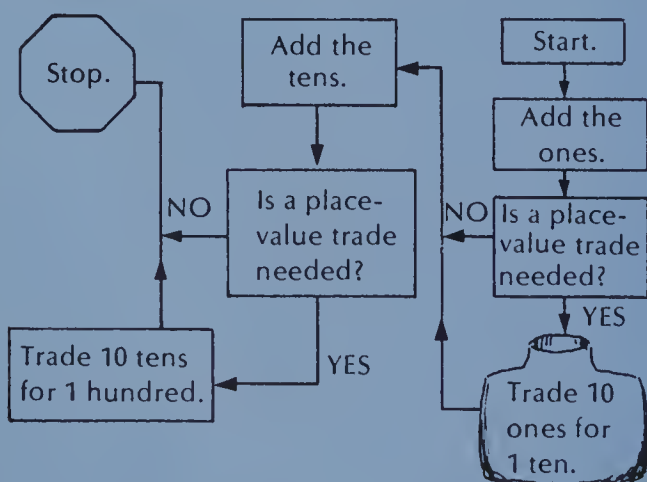 Start.
Add the
ones.
Is a place-
value trade
needed?
NO
YES
Trade 10
ones for
1 ten.
Add the
tens.
Is a place-
value trade
needed?
NO
YES
Trade 10 tens
for 1 hundred.
Stop.